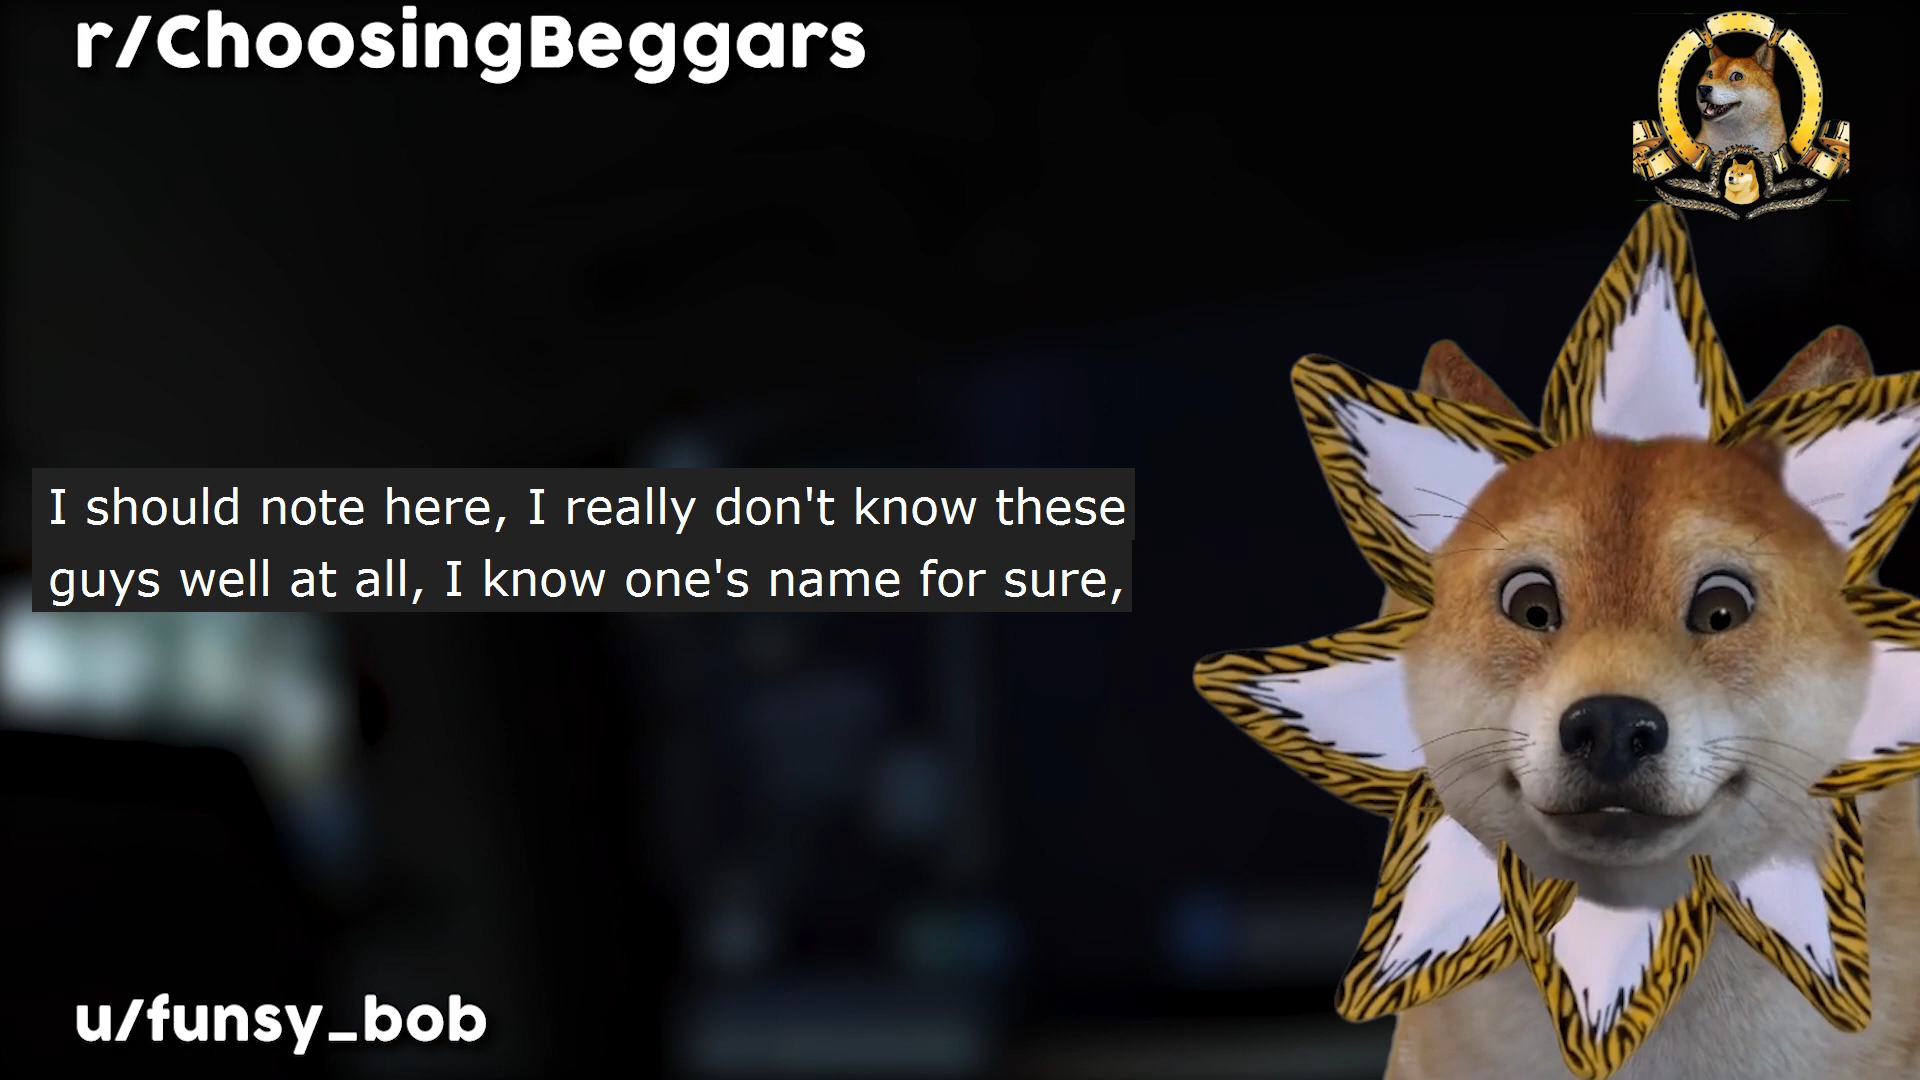 r/ChoosingBeggars
I should note here, I really don't know these
guys well at all, I know one's name for sure,
u/funsy_bob